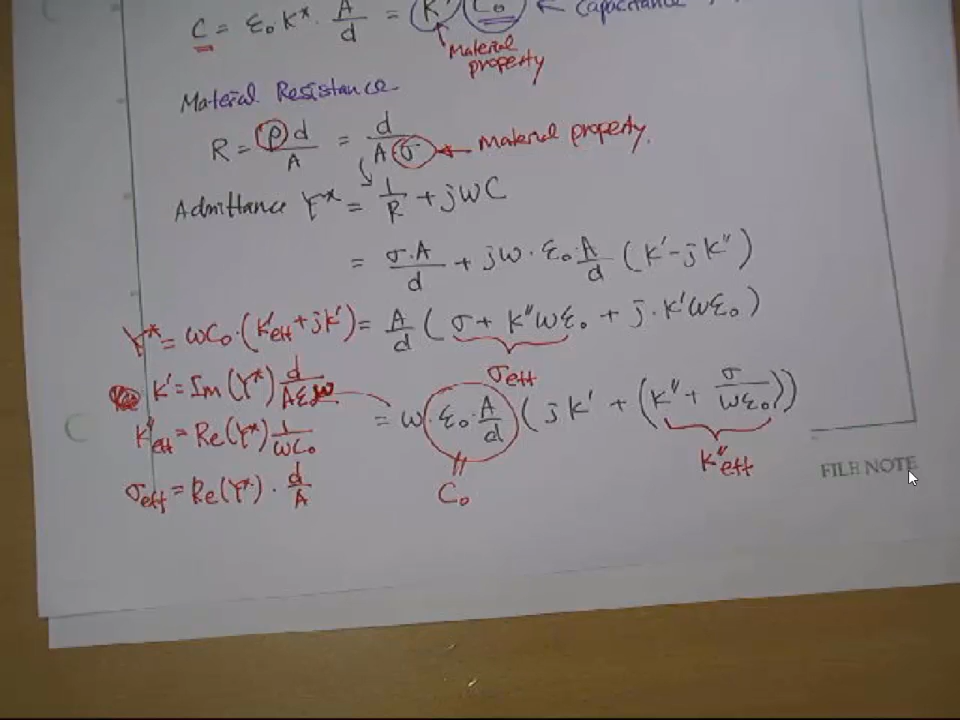 C = ε₀ K* · A/d = K' C₀ ← Capacitance
Material property
Material Resistance
R = ρd/A = d/Aσ ← Material property.
Admittance Y* = 1/R + jωC
= σ·A/d + jω · ε₀ · A/d (K' - jK'')
Y* = ωC₀ · (K''eff + jK') = A/d (σ + K''ωε₀ + j · K'ωε₀)
σeff
K' = Im(Y*) d/Aε₀ω
= ω · ε₀ · A/d (jK' + (K'' + σ/ωε₀))
K''eff = Re(Y*) 1/ωC₀
K''eff
σeff = Re(Y*) · d/A
C₀
FILE NOTE